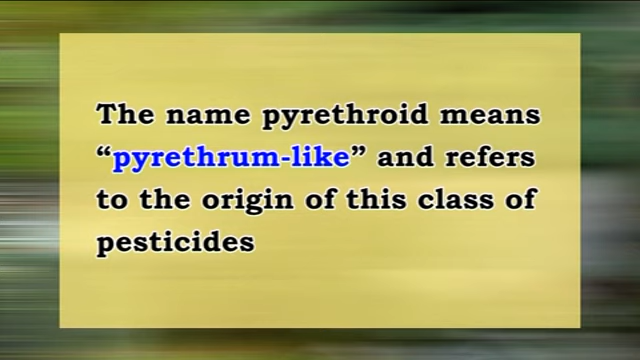 The name pyrethroid means
“pyrethrum-like” and refers
to the origin of this class of
pesticides